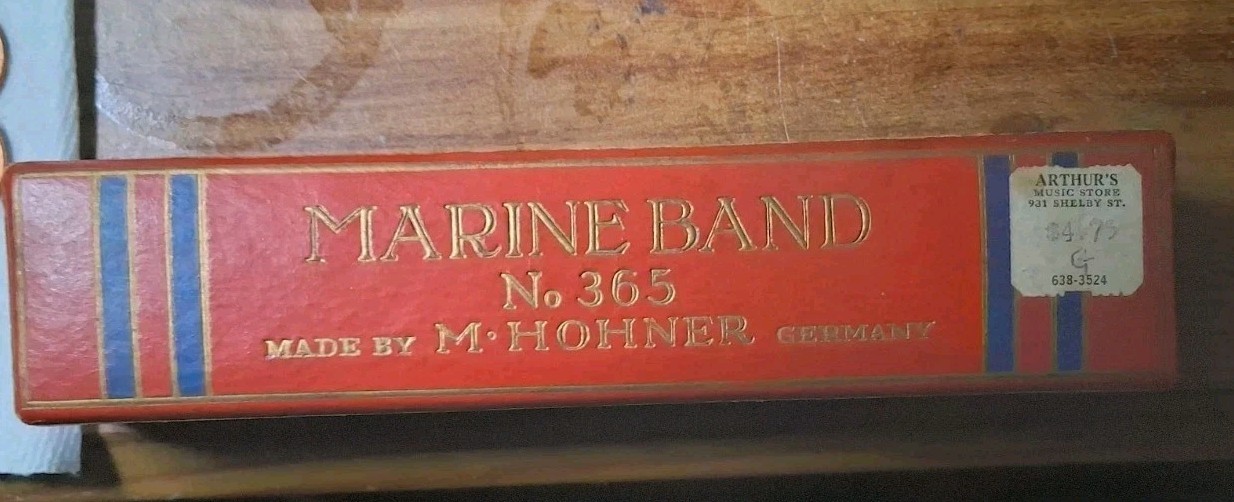 MARINE BAND
No 365
MADE BY M·HOHNER GERMANY
ARTHUR'S
MUSIC STORE
931 SHELBY ST.
$4.75
G
638-3524